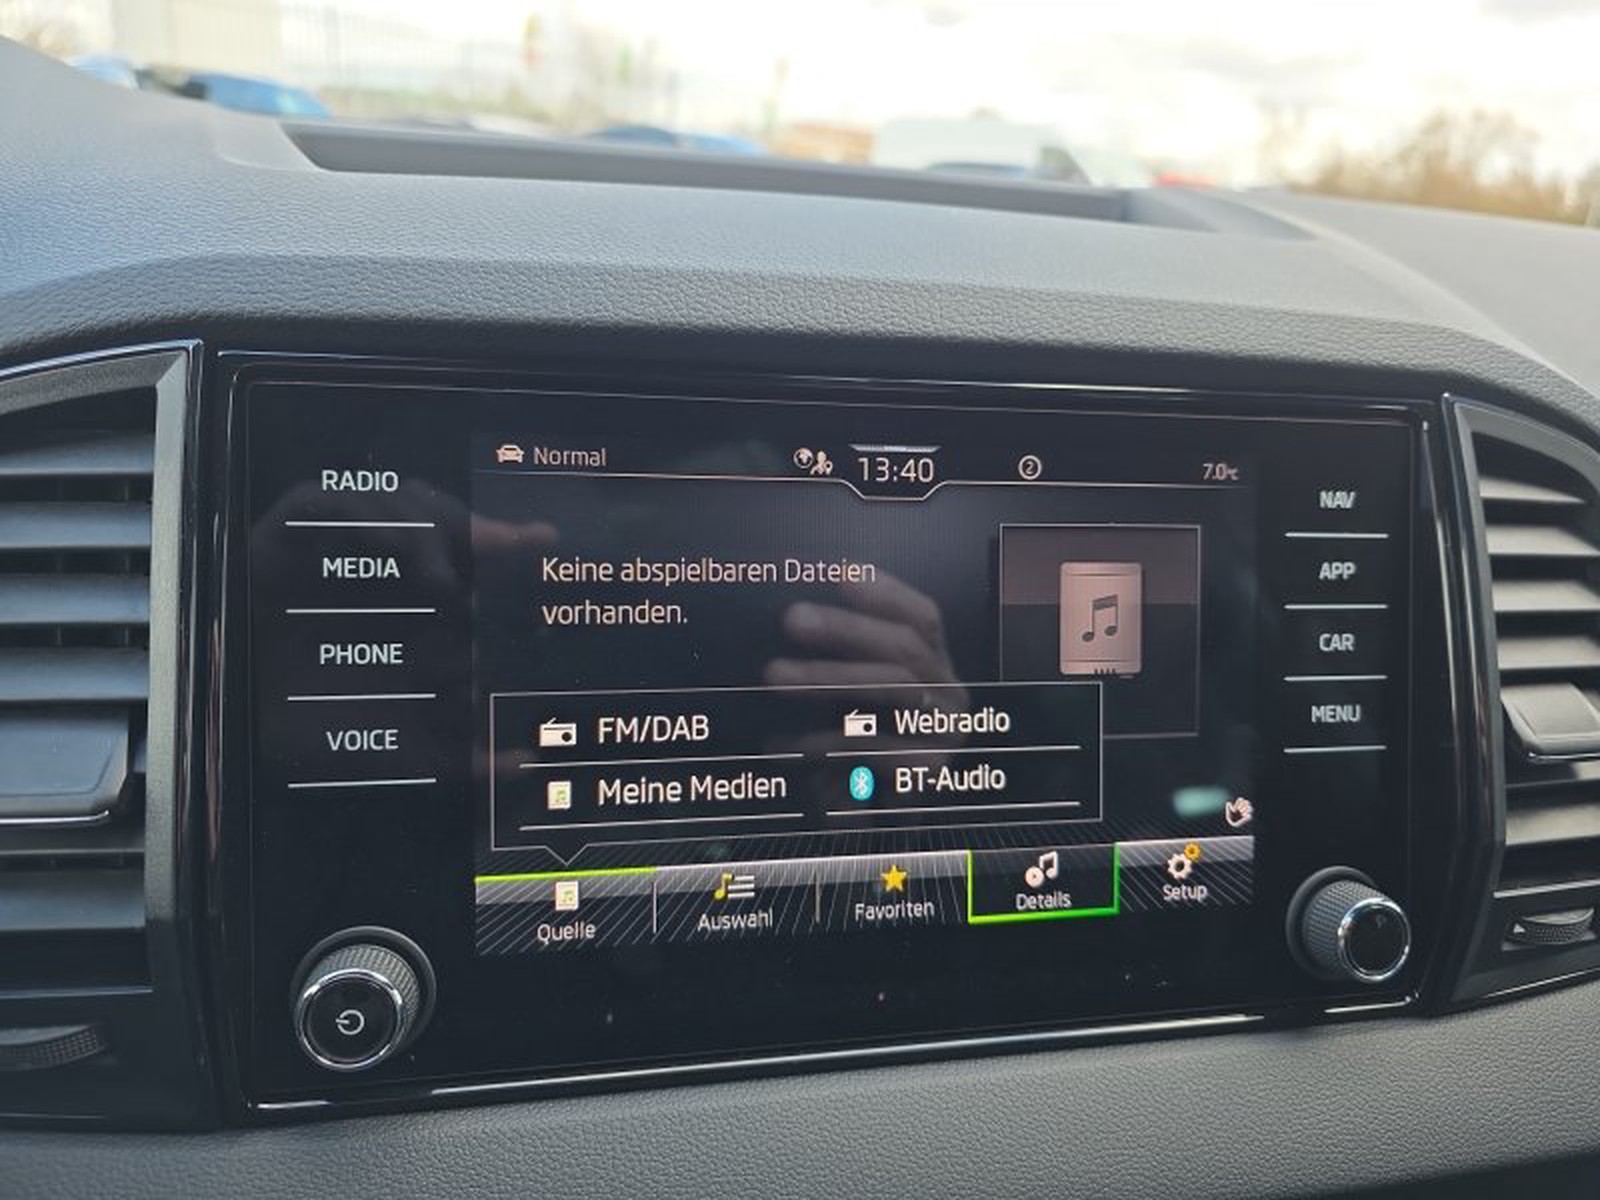 RADIO
MEDIA
PHONE
VOICE
Normal
13:40
2
7.0°C
Keine abspielbaren Dateien
vorhanden.
FM/DAB
Webradio
Meine Medien
BT-Audio
Quelle
Auswahl
Favoriten
Details
Setup
NAV
APP
CAR
MENU